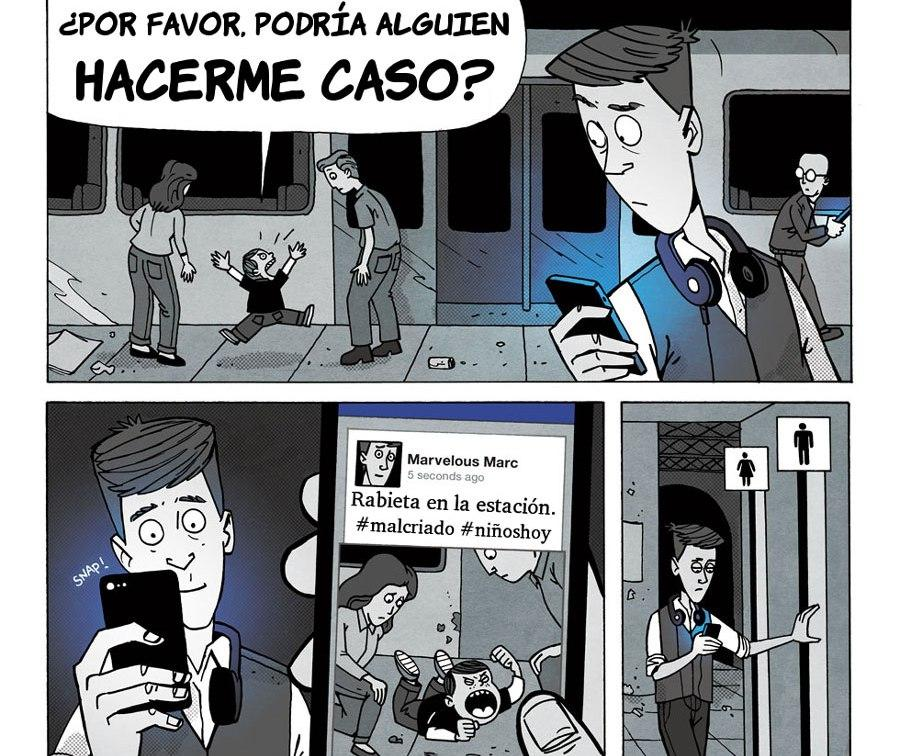 ¿POR FAVOR, PODRÍA ALGUIEN
HACERME CASO?
SNAP!
Marvelous Marc
5 seconds ago
Rabieta en la estación.
#malcriado #niñoshoy